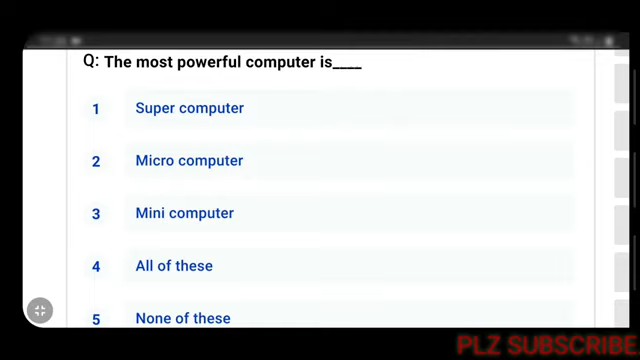 Q: The most powerful computer is____
1 Super computer
2 Micro computer
3 Mini computer
4 All of these
5 None of these
PLZ SUBSCRIBE